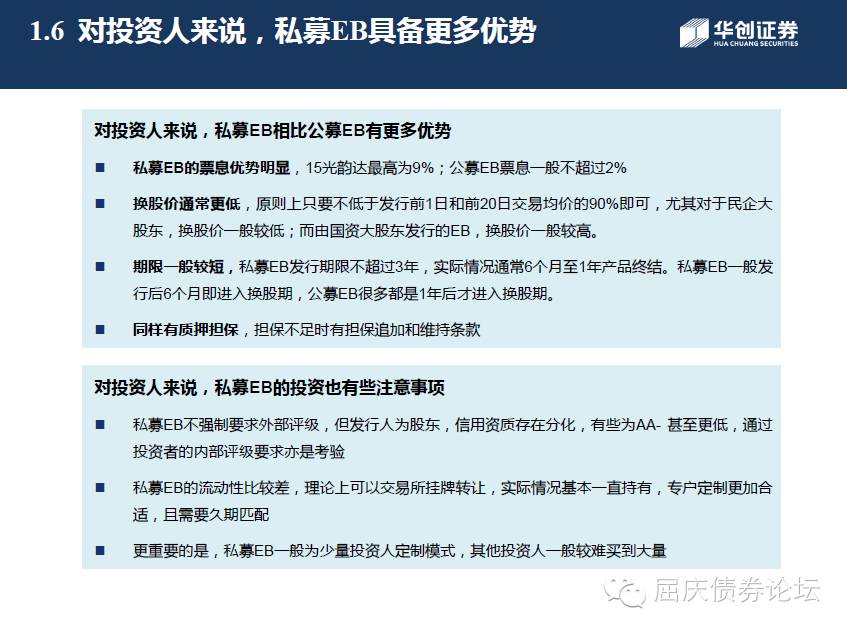 1.6 对投资人来说，私募EB具备更多优势
华创证券
HUA CHUANG SECURITIES
对投资人来说，私募EB相比公募EB有更多优势
■ 私募EB的票息优势明显，15光韵达最高为9%；公募EB票息一般不超过2%
■ 换股价通常更低，原则上只要不低于发行前1日和前20日交易均价的90%即可，尤其对于民企大
股东，换股价一般较低；而由国资大股东发行的EB，换股价一般较高。
■ 期限一般较短，私募EB发行期限不超过3年，实际情况通常6个月至1年产品终结。私募EB一般发
行后6个月即进入换股期，公募EB很多都是1年后才进入换股期。
■ 同样有质押担保，担保不足时有担保追加和维持条款
对投资人来说，私募EB的投资也有些注意事项
■ 私募EB不强制要求外部评级，但发行人为股东，信用资质存在分化，有些为AA- 甚至更低，通过
投资者的内部评级要求亦是考验
■ 私募EB的流动性比较差，理论上可以交易所挂牌转让，实际情况基本一直持有，专户定制更加合
适，且需要久期匹配
■ 更重要的是，私募EB一般为少量投资人定制模式，其他投资人一般较难买到大量
屈庆债券论坛